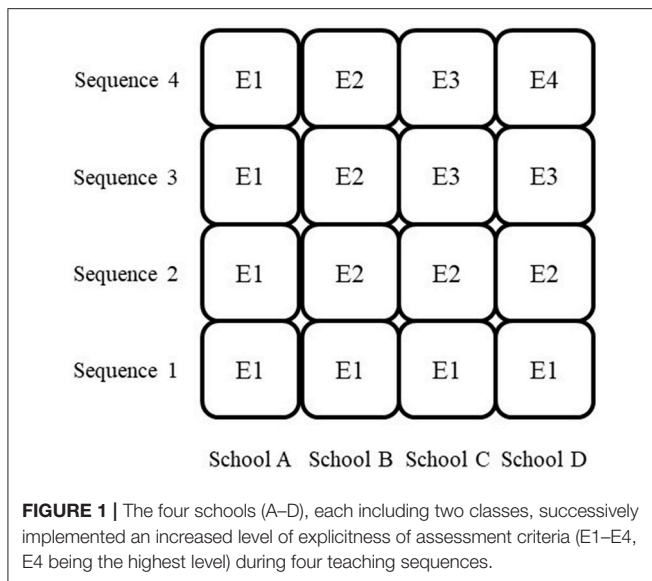 Sequence 4 E1 E2 E3 E4
Sequence 3 E1 E2 E3 E3
Sequence 2 E1 E2 E2 E2
Sequence 1 E1 E1 E1 E1
School A School B School C School D
FIGURE 1 | The four schools (A–D), each including two classes, successively
implemented an increased level of explicitness of assessment criteria (E1–E4,
E4 being the highest level) during four teaching sequences.